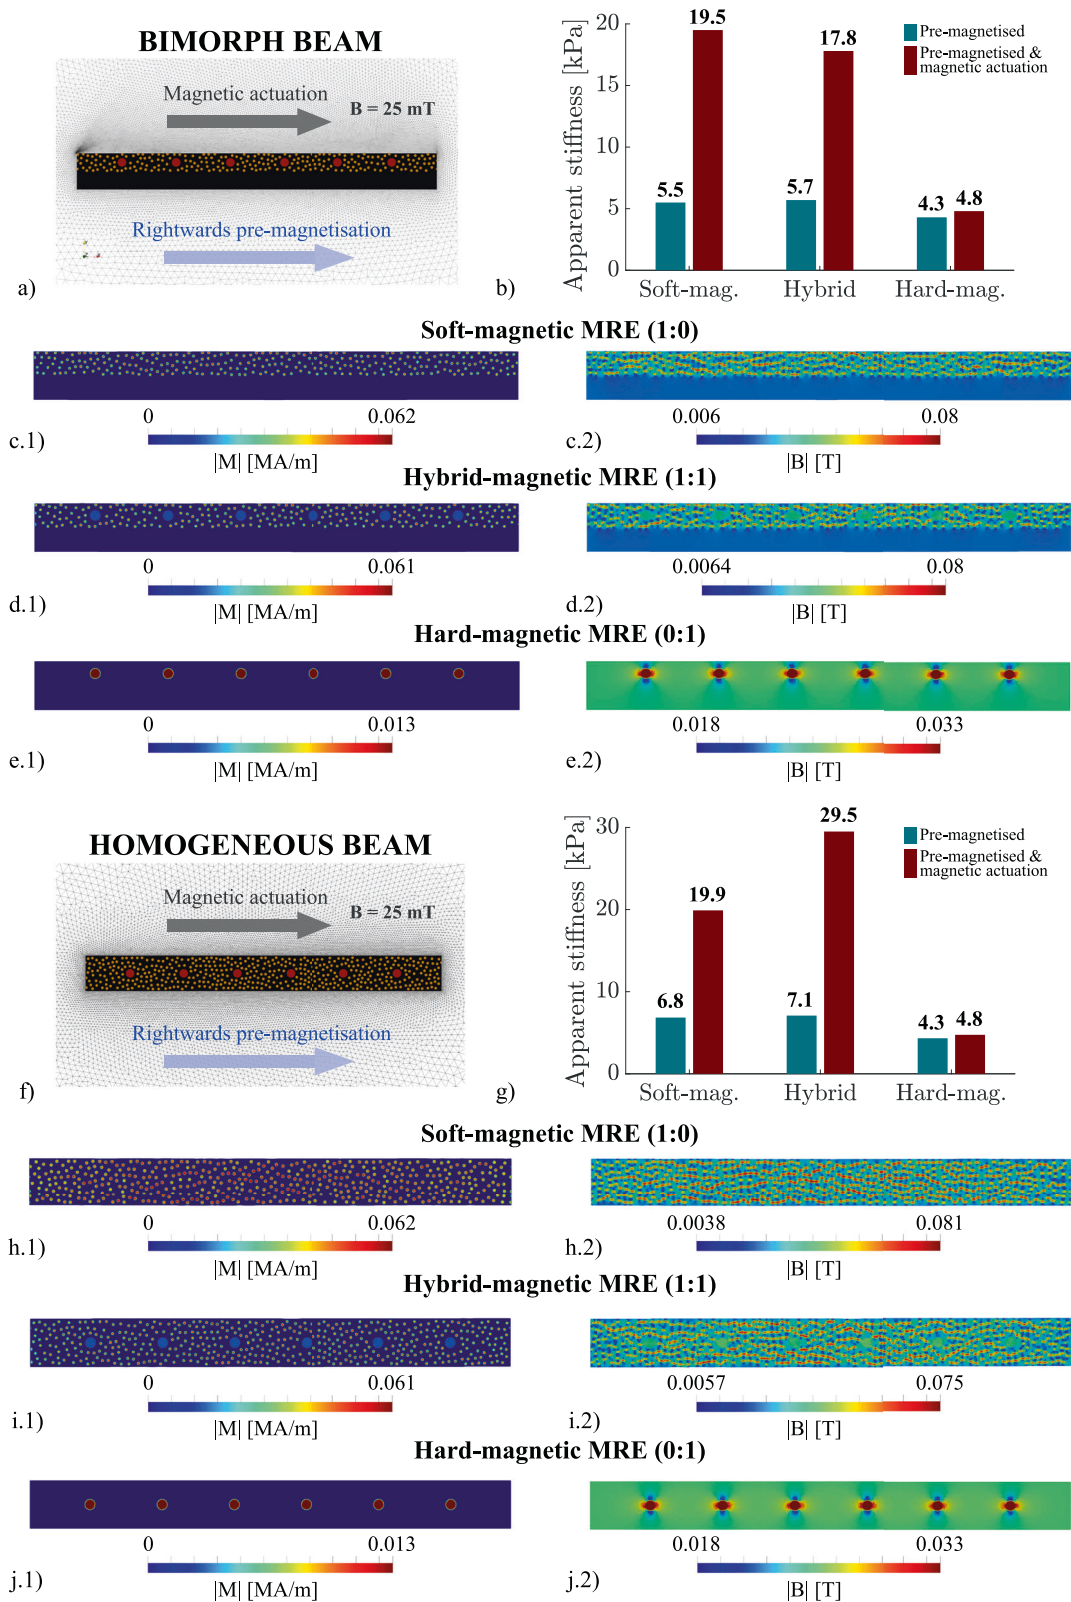 BIMORPH BEAM
Magnetic actuation
B = 25 mT
Rightwards pre-magnetisation
a)
Apparent stiffness [kPa]
20
15
10
5
0
5.5
19.5
5.7
17.8
4.3
4.8
Pre-magnetised
Pre-magnetised &
magnetic actuation
Soft-mag.
Hybrid
Hard-mag.
b)
Soft-magnetic MRE (1:0)
0
0.062
|M| [MA/m]
c.1)
0.006
0.08
|B| [T]
c.2)
Hybrid-magnetic MRE (1:1)
0
0.061
|M| [MA/m]
d.1)
0.0064
0.08
|B| [T]
d.2)
Hard-magnetic MRE (0:1)
0
0.013
|M| [MA/m]
e.1)
0.018
0.033
|B| [T]
e.2)
HOMOGENEOUS BEAM
Magnetic actuation
B = 25 mT
Rightwards pre-magnetisation
f)
Apparent stiffness [kPa]
30
20
10
0
6.8
19.9
7.1
29.5
4.3
4.8
Pre-magnetised
Pre-magnetised &
magnetic actuation
Soft-mag.
Hybrid
Hard-mag.
g)
Soft-magnetic MRE (1:0)
0
0.062
|M| [MA/m]
h.1)
0.0038
0.081
|B| [T]
h.2)
Hybrid-magnetic MRE (1:1)
0
0.061
|M| [MA/m]
i.1)
0.0057
0.075
|B| [T]
i.2)
Hard-magnetic MRE (0:1)
0
0.013
|M| [MA/m]
j.1)
0.018
0.033
|B| [T]
j.2)